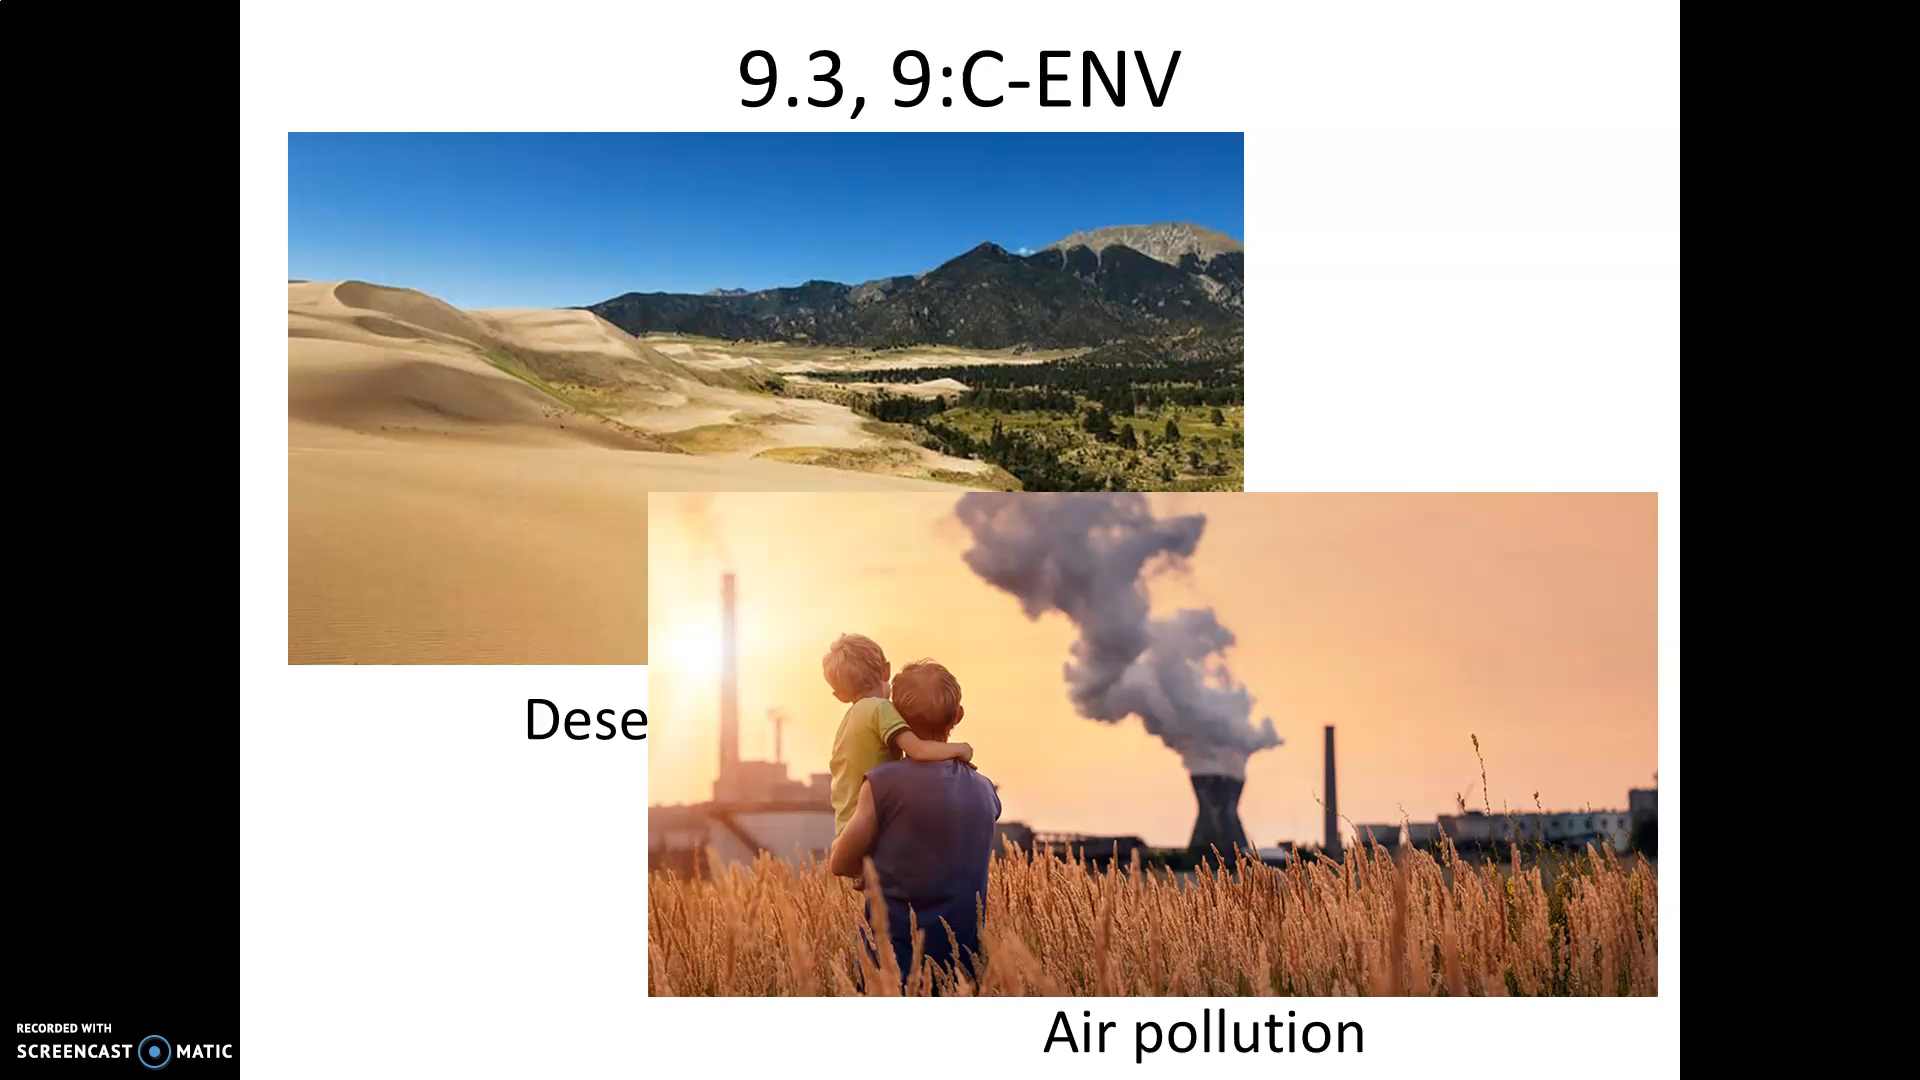 9.3, 9:C-ENV
Dese
Air pollution
RECORDED WITH
SCREENCAST MATIC